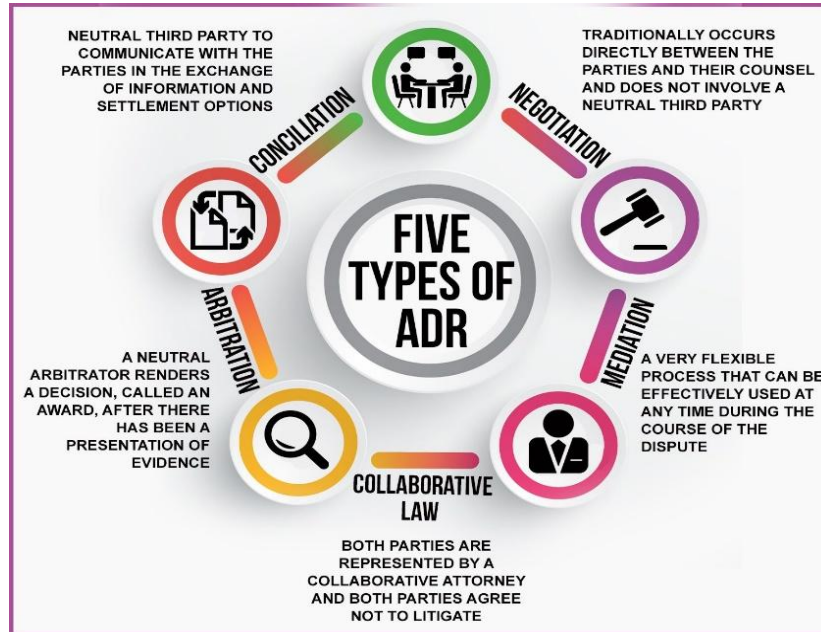 NEUTRAL THIRD PARTY TO
COMMUNICATE WITH THE
PARTIES IN THE EXCHANGE
OF INFORMATION AND
SETTLEMENT OPTIONS
CONCILIATION
TRADITIONALLY OCCURS
DIRECTLY BETWEEN THE
PARTIES AND THEIR COUNSEL
AND DOES NOT INVOLVE A
NEUTRAL THIRD PARTY
NEGOTIATION
FIVE
TYPES OF
ADR
ARBITRATION
A NEUTRAL
ARBITRATOR RENDERS
A DECISION, CALLED AN
AWARD, AFTER THERE
HAS BEEN A
PRESENTATION OF
EVIDENCE
MEDIATION
A VERY FLEXIBLE
PROCESS THAT CAN BE
EFFECTIVELY USED AT
ANY TIME DURING THE
COURSE OF THE
DISPUTE
COLLABORATIVE
LAW
BOTH PARTIES ARE
REPRESENTED BY A
COLLABORATIVE ATTORNEY
AND BOTH PARTIES AGREE
NOT TO LITIGATE